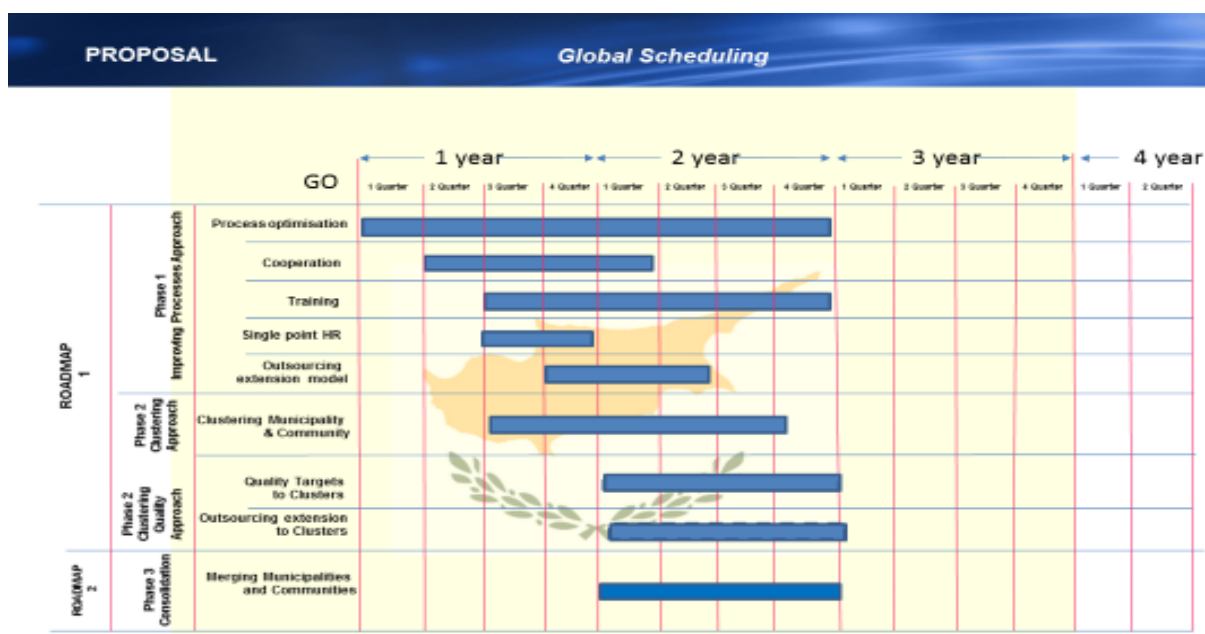 PROPOSAL Global Scheduling
1 year 2 year 3 year 4 year
GO 1 Quarter 2 Quarter 3 Quarter 4 Quarter 1 Quarter 2 Quarter 3 Quarter 4 Quarter 1 Quarter 2 Quarter 3 Quarter 4 Quarter 1 Quarter 2 Quarter
ROADMAP
1
Phase 1
Improving Processes Approach
Process optimisation
Cooperation
Training
Single point HR
Outsourcing
extension model
Phase 2
Clustering
Approach
Clustering Municipality
& Community
Phase 2
Clustering
Quality
Approach
Quality Targets
to Clusters
Outsourcing extension
to Clusters
ROADMAP
2
Phase 3
Consolidation
Merging Municipalities
and Communities